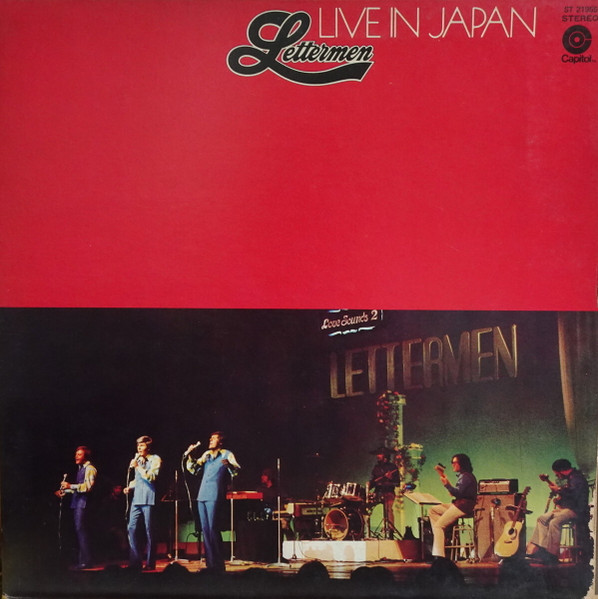 LIVE IN JAPAN
Lettermen
STEREO
Capitol
Love Sounds 2
LETTERMEN